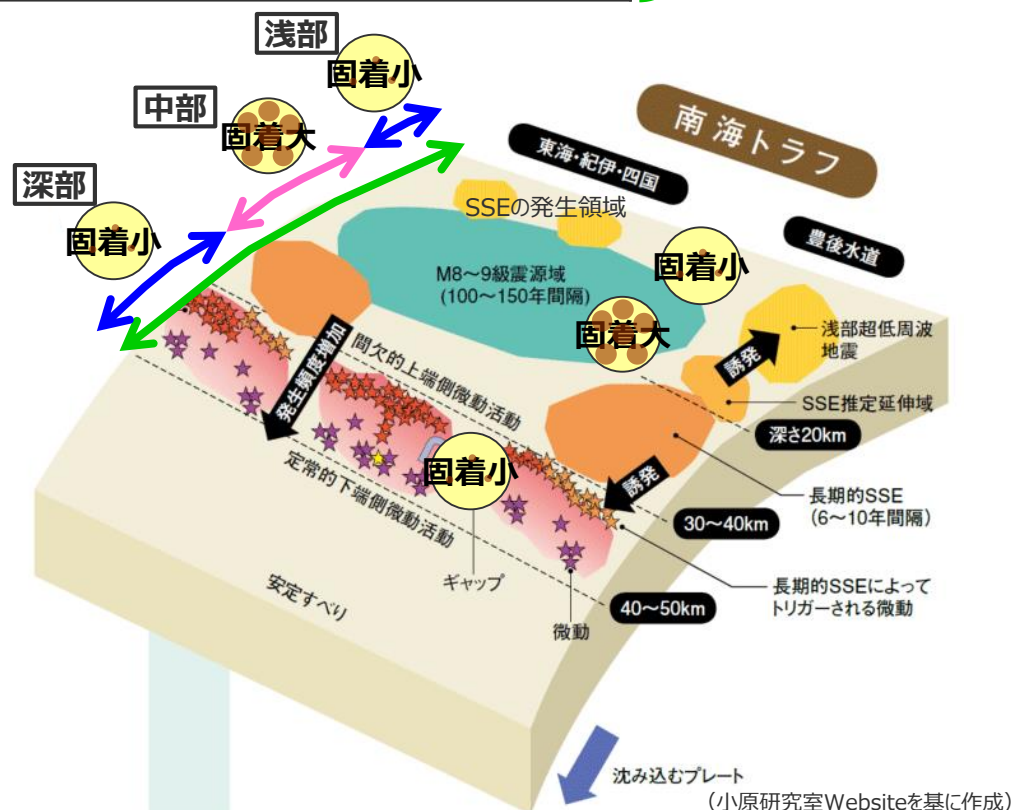 浅部
固着小
中部
固着大
深部
固着小
南海トラフ
東海・紀伊・四国
豊後水道
SSEの発生領域
固着小
M8～9級震源域
(100～150年間隔)
固着大
浅部超低周波
地震
誘発
SSE推定延伸域
深さ20km
間欠的上端側微動活動
発生頻度増加
定常的下端側微動活動
固着小
誘発
長期的SSE
(6～10年間隔)
30～40km
ギャップ
長期的SSEによって
トリガーされる微動
40～50km
微動
安定すべり
沈み込むプレート
（小原研究室Websiteを基に作成）